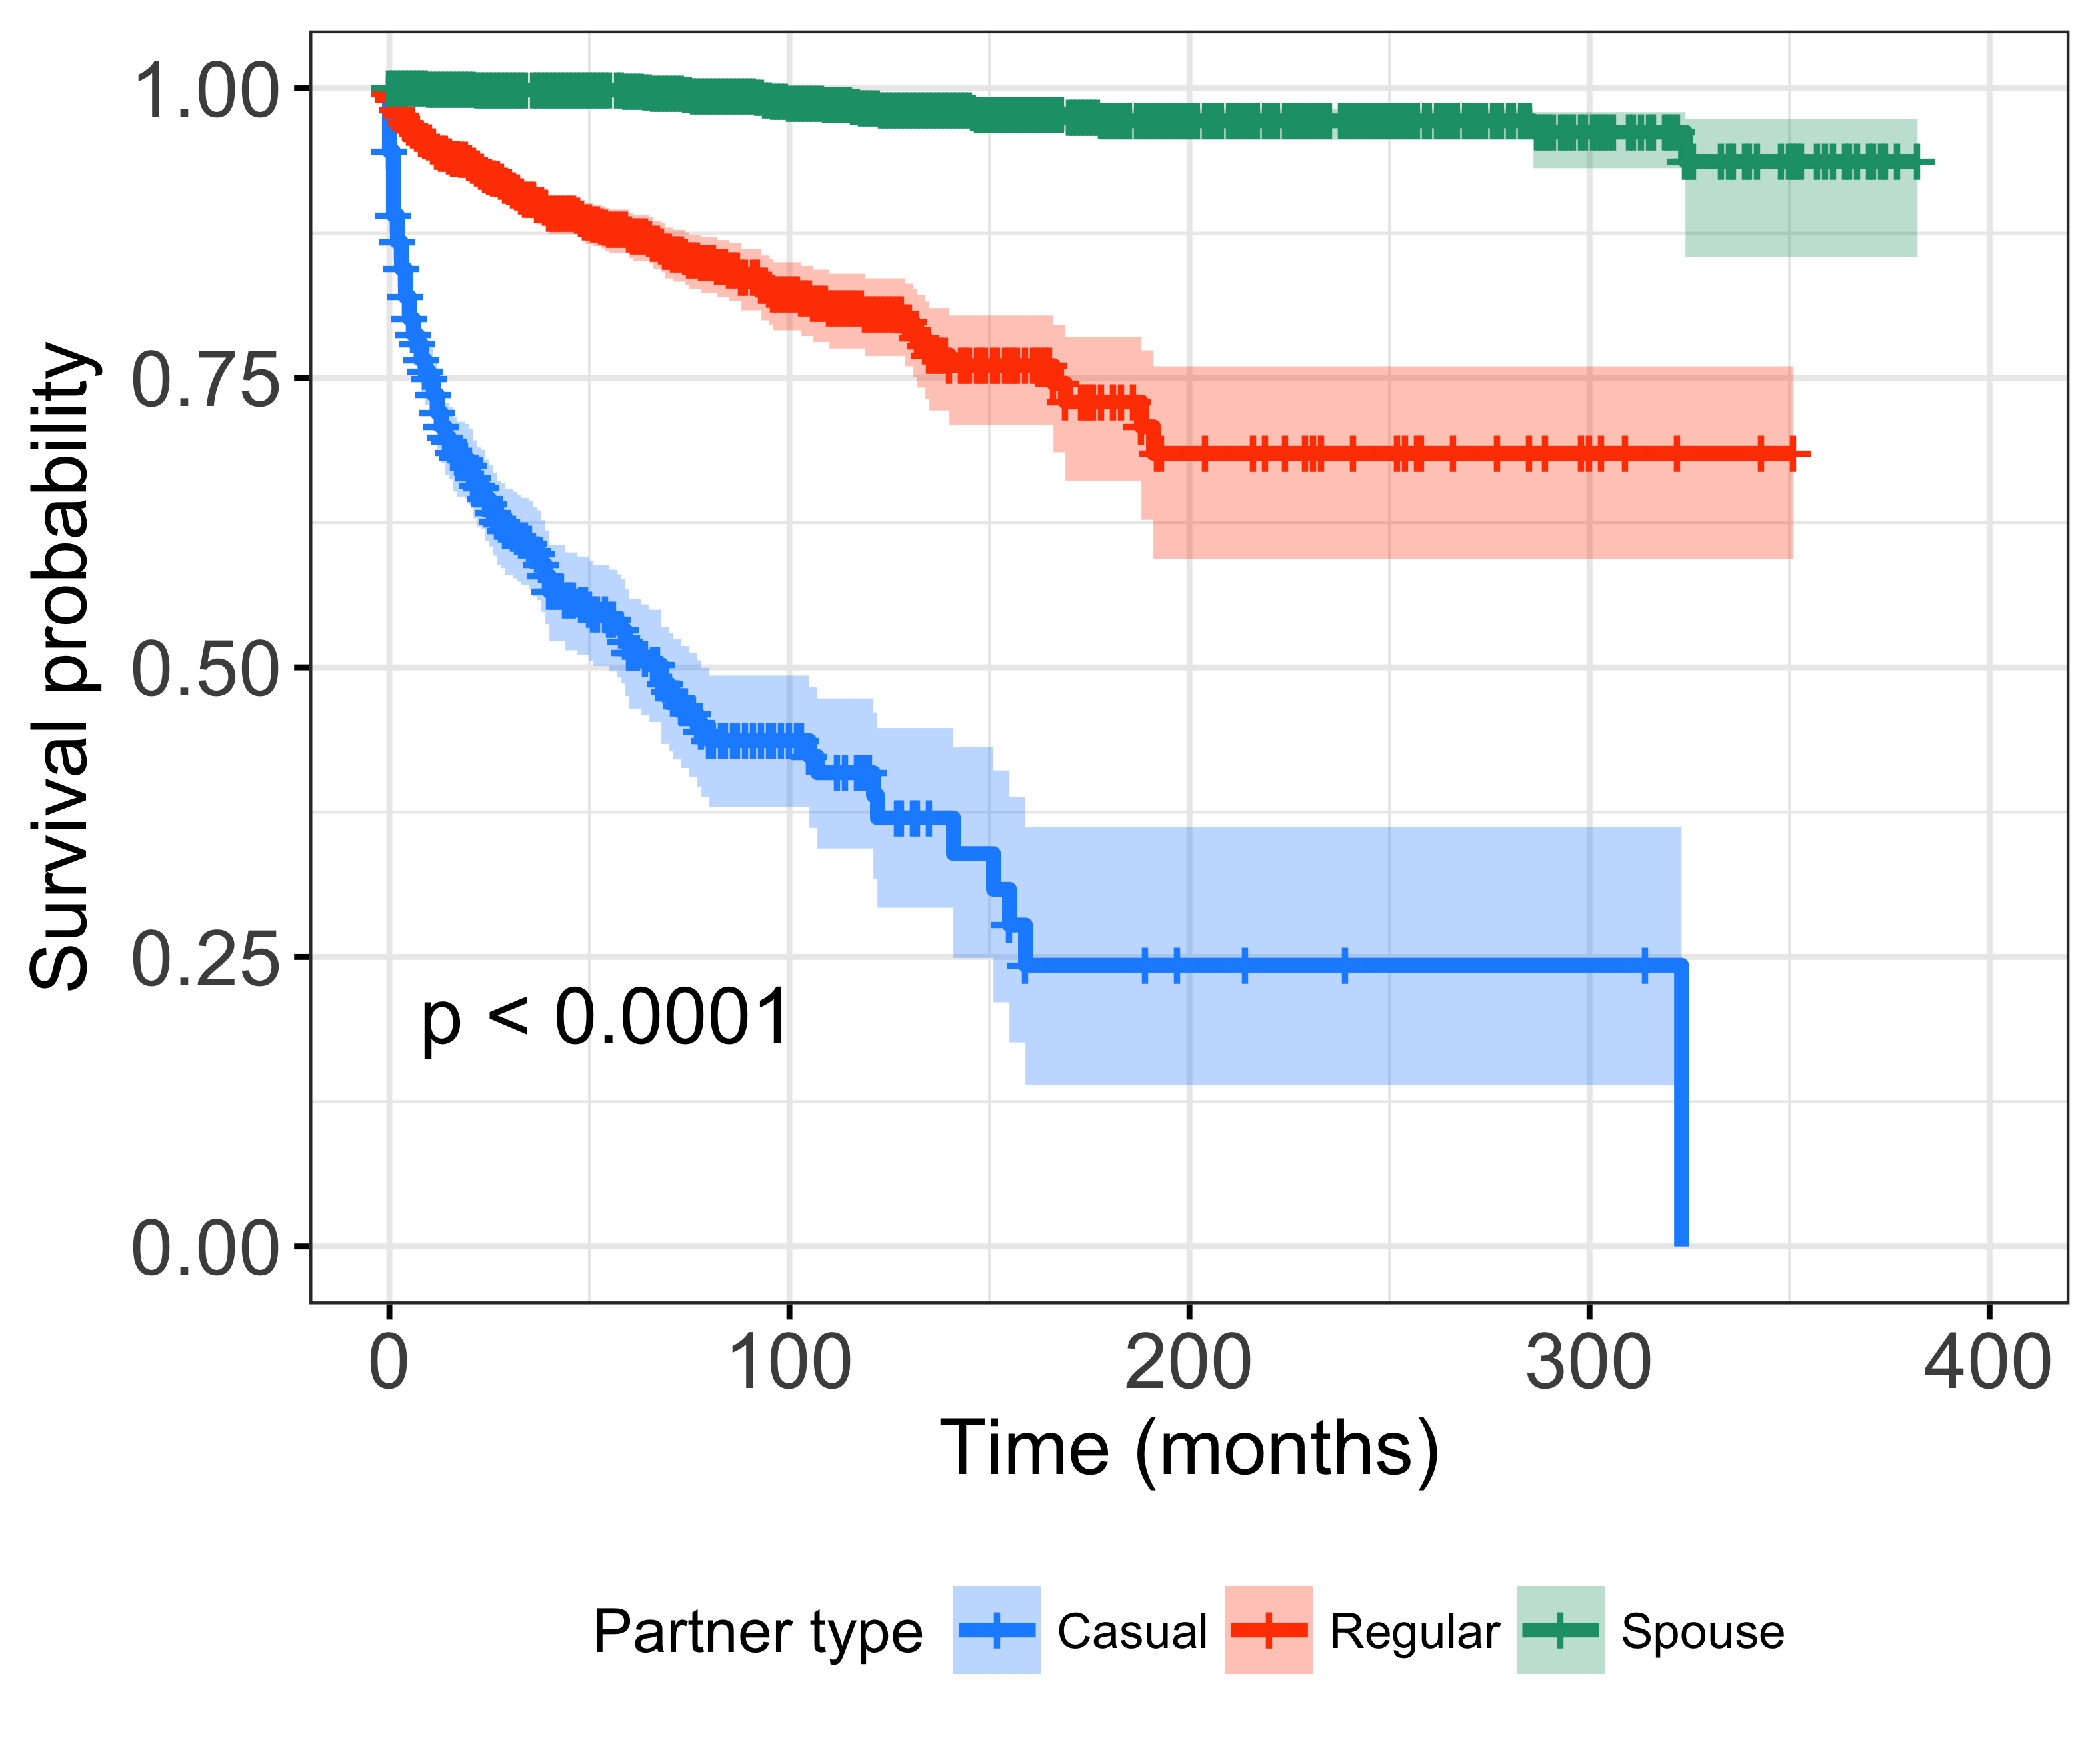 Survival probability
1.00
0.75
0.50
0.25
0.00
p < 0.0001
0 100 200 300 400
Time (months)
Partner type Casual Regular Spouse